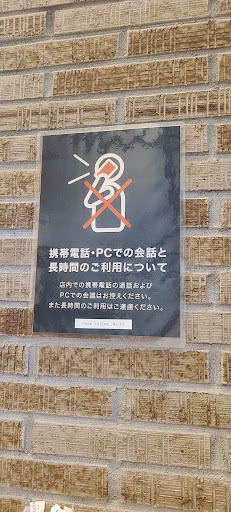 携帯電話・PCでの会話と
長時間のご利用について
店内での携帯電話の通話および
PCでの会議はお控えください。
また長時間のご利用はご遠慮ください。